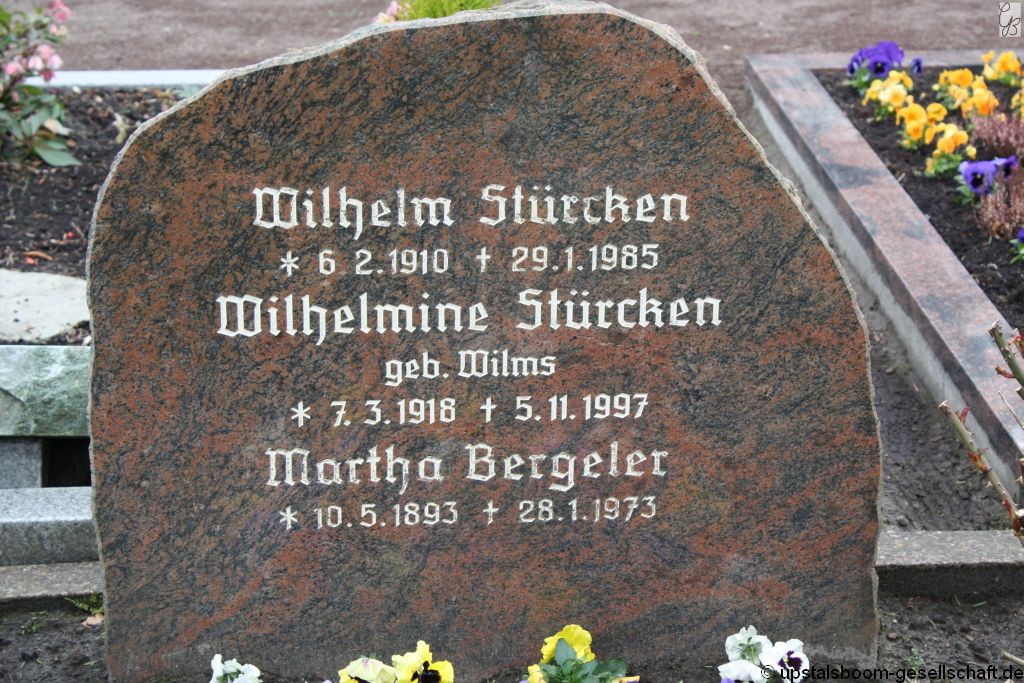 Wilhelm Stürcken
* 6 2.1910 † 29.1.1985
Wilhelmine Stürcken
geb. Wilms
* 7.3.1918 † 5.11.1997
Martha Bergeler
* 10.5.1893 † 28.1.1973
© upstalsboom-gesellschaft.de